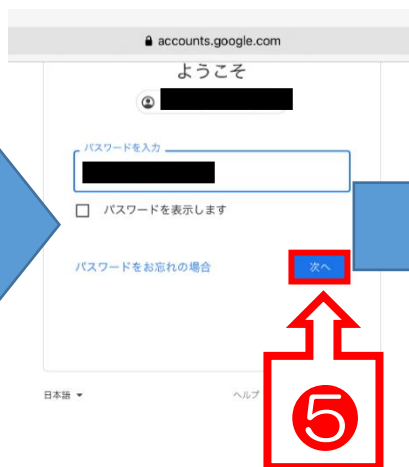 accounts.google.com
ようこそ
パスワードを入力
パスワードを表示します
パスワードをお忘れの場合
次へ
日本語
ヘルプ
5